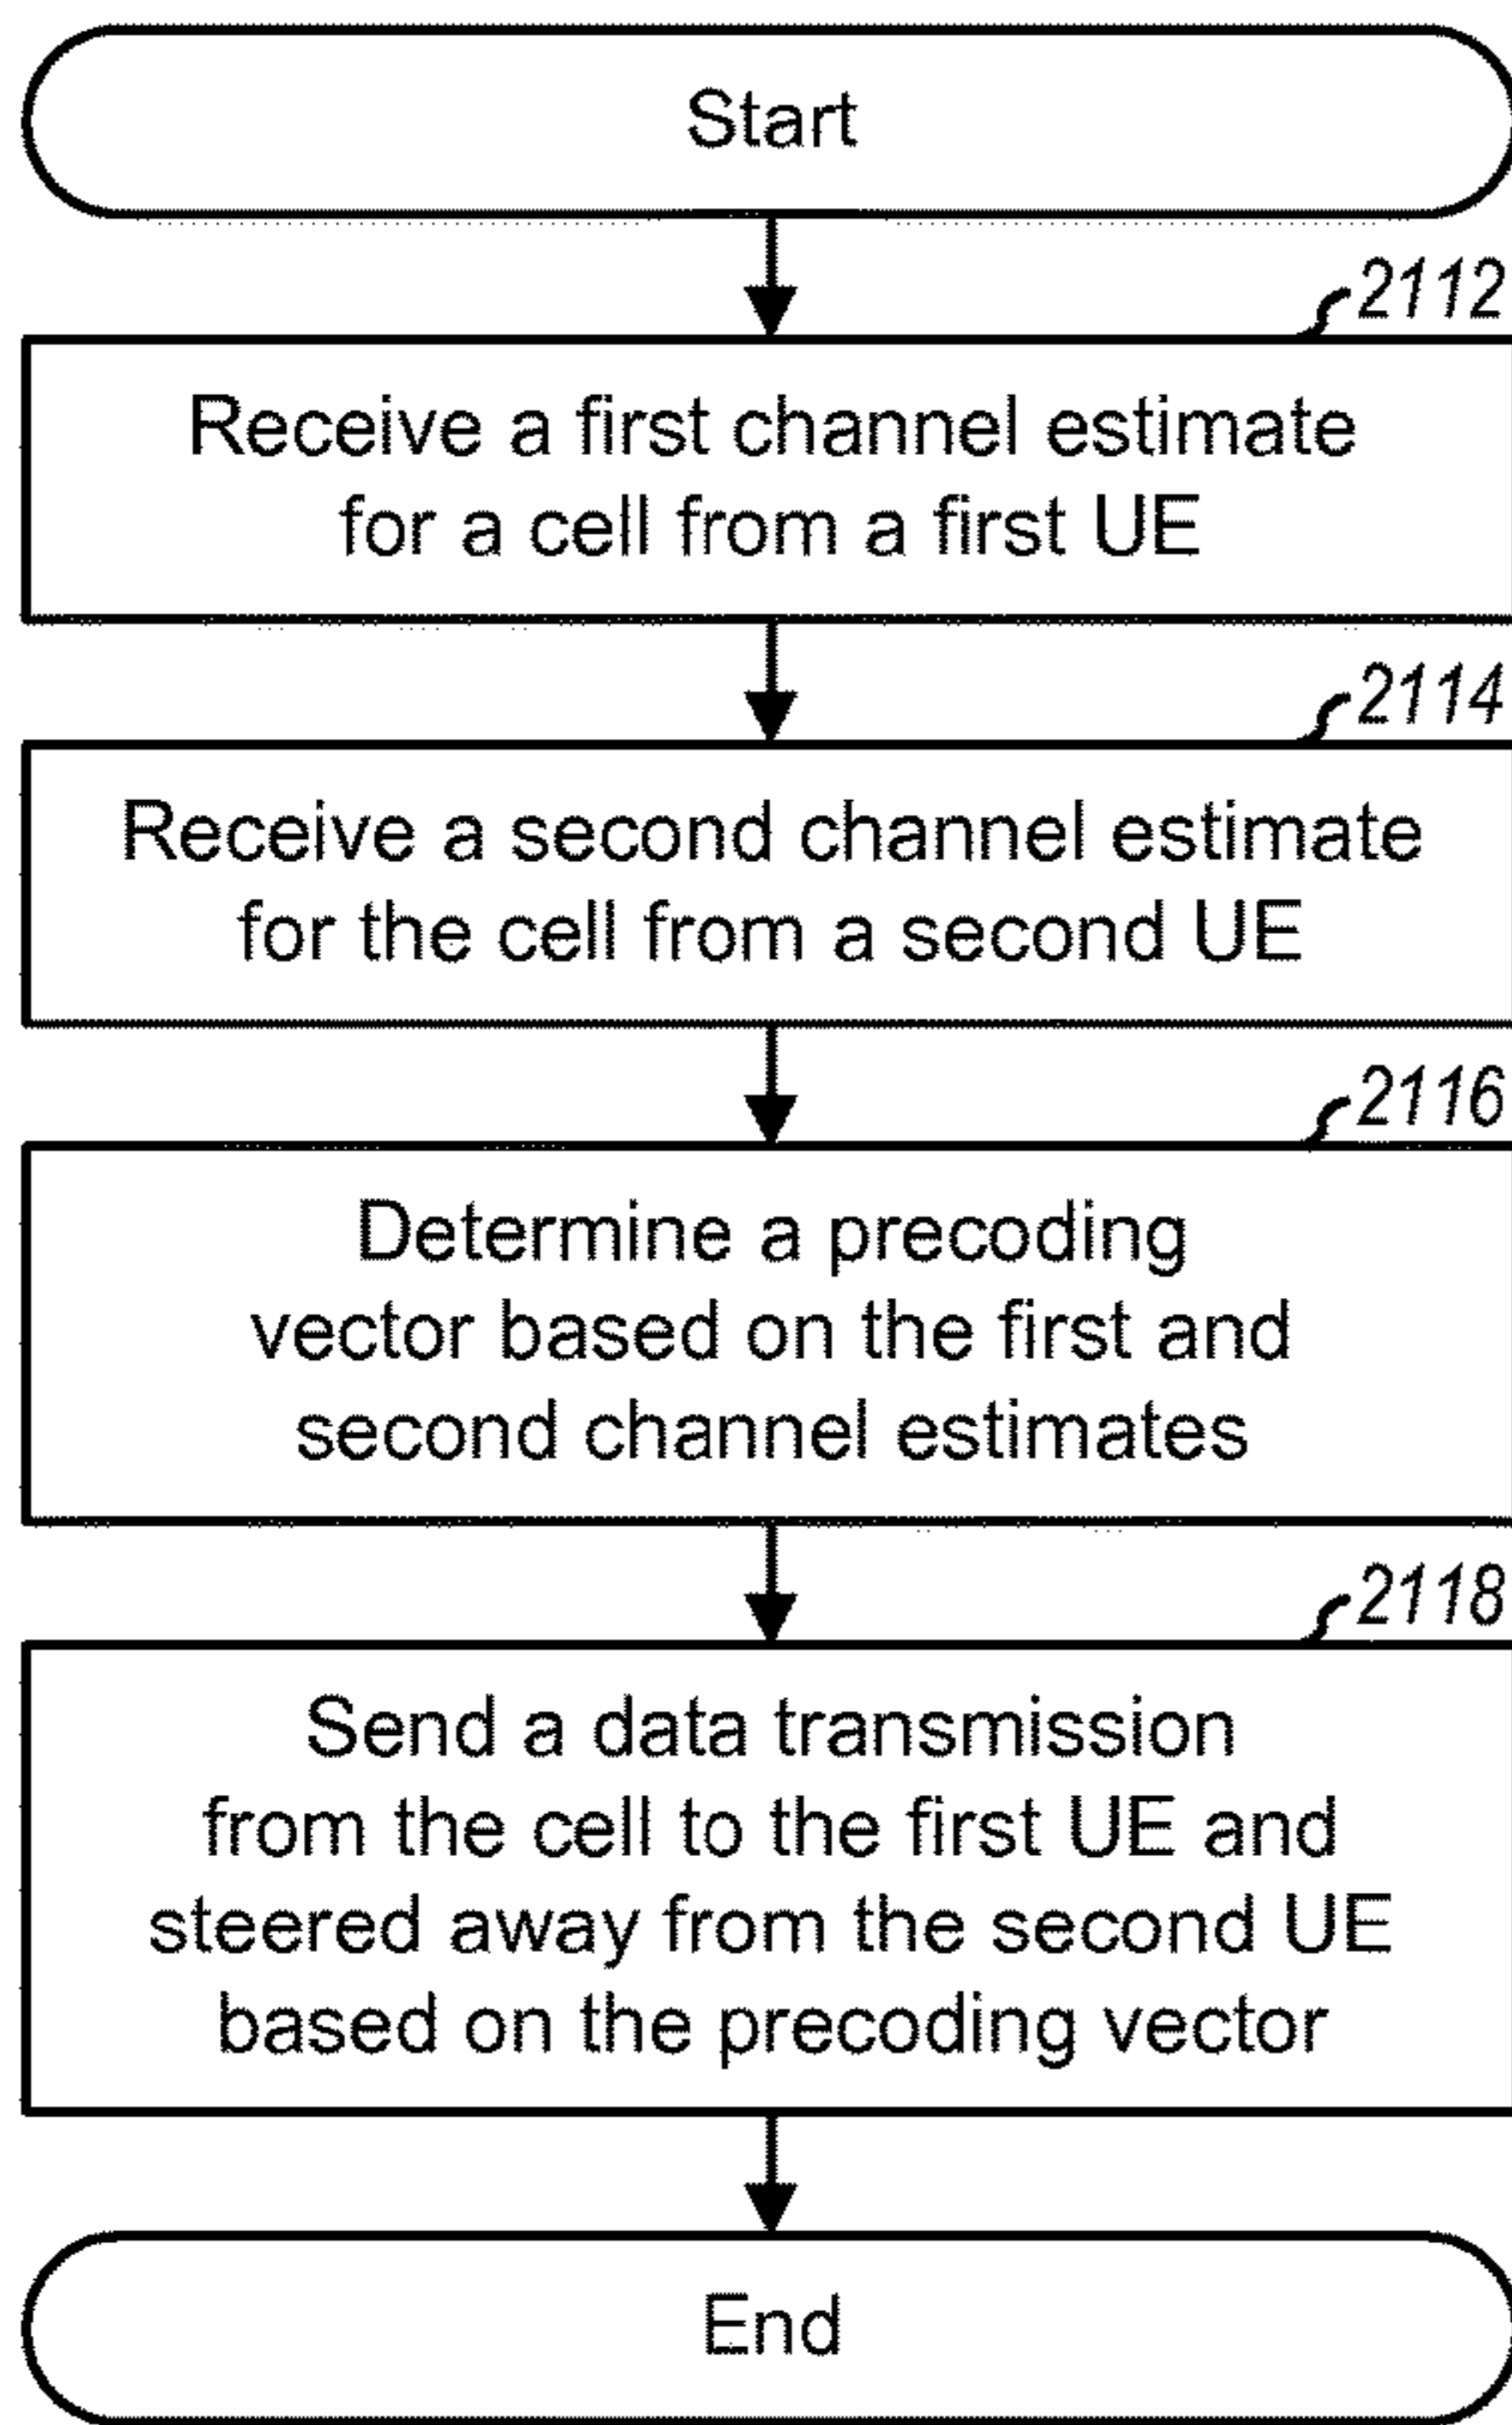 Start
2112
Receive a first channel estimate
for a cell from a first UE
2114
Receive a second channel estimate
for the cell from a second UE
2116
Determine a precoding
vector based on the first and
second channel estimates
2118
Send a data transmission
from the cell to the first UE and
steered away from the second UE
based on the precoding vector
End